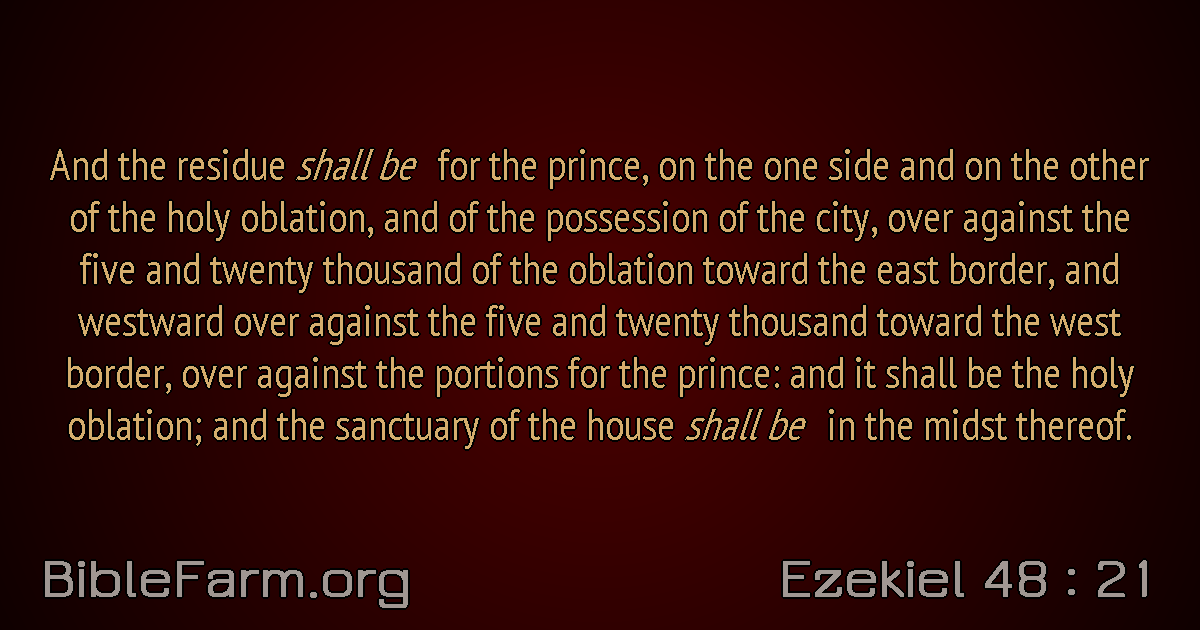 And the residue shall be for the prince, on the one side and on the other
of the holy oblation, and of the possession of the city, over against the
five and twenty thousand of the oblation toward the east border, and
westward over against the five and twenty thousand toward the west
border, over against the portions for the prince: and it shall be the holy
oblation; and the sanctuary of the house shall be in the midst thereof.
BibleFarm.org
Ezekiel 48 : 21